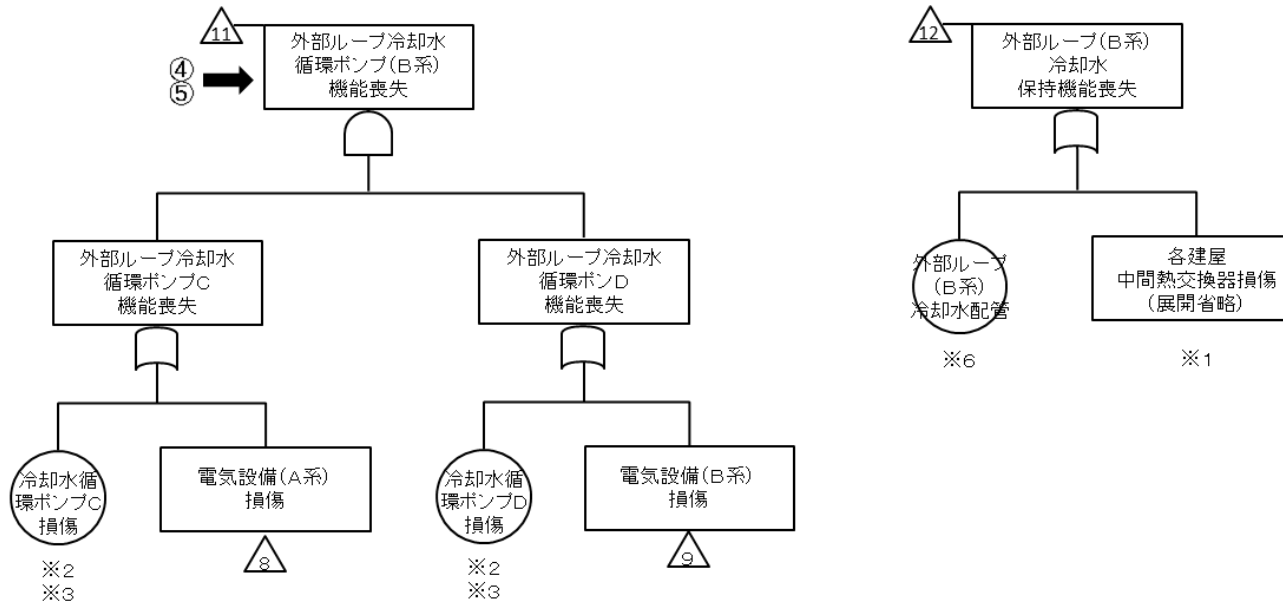 11
外部ループ冷却水
循環ポンプ(B系)
機能喪失
④
⑤
外部ループ冷却水
循環ポンプC
機能喪失
外部ループ冷却水
循環ポンD
機能喪失
冷却水循
環ポンプC
損傷
※2
※3
電気設備(A系)
損傷
8
冷却水循
環ポンプD
損傷
※2
※3
電気設備(B系)
損傷
9
12
外部ループ(B系)
冷却水
保持機能喪失
外部ループ
(B系)
冷却水配管
※6
各建屋
中間熱交換器損傷
(展開省略)
※1